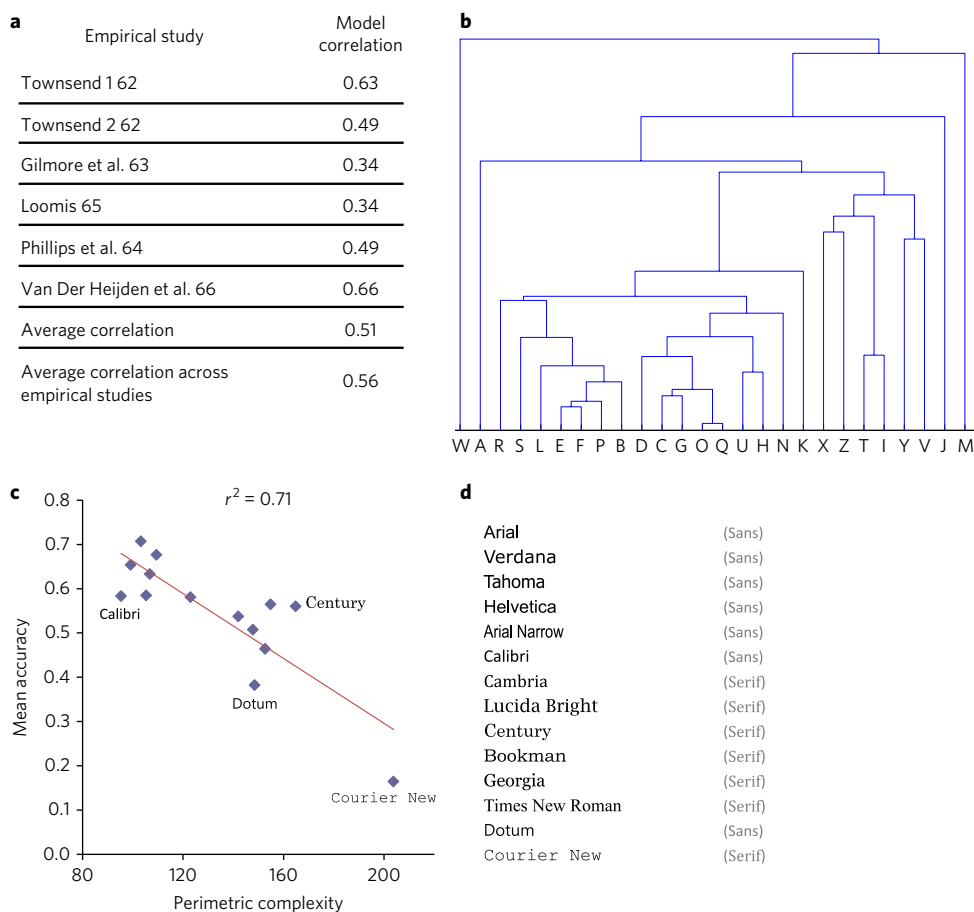 a
Empirical study Model correlation
Townsend 1 62 0.63
Townsend 2 62 0.49
Gilmore et al. 63 0.34
Loomis 65 0.34
Phillips et al. 64 0.49
Van Der Heijden et al. 66 0.66
Average correlation 0.51
Average correlation across empirical studies 0.56
b
W A R S L E F P B D C G O Q U H N K X Z T I Y V J M
c
r² = 0.71
Mean accuracy
0.8
0.7
0.6
0.5
0.4
0.3
0.2
0.1
0.0
Calibri
Century
Dotum
Courier New
80 120 160 200
Perimetric complexity
d
Arial (Sans)
Verdana (Sans)
Tahoma (Sans)
Helvetica (Sans)
Arial Narrow (Sans)
Calibri (Sans)
Cambria (Serif)
Lucida Bright (Serif)
Century (Serif)
Bookman (Serif)
Georgia (Serif)
Times New Roman (Serif)
Dotum (Sans)
Courier New (Serif)